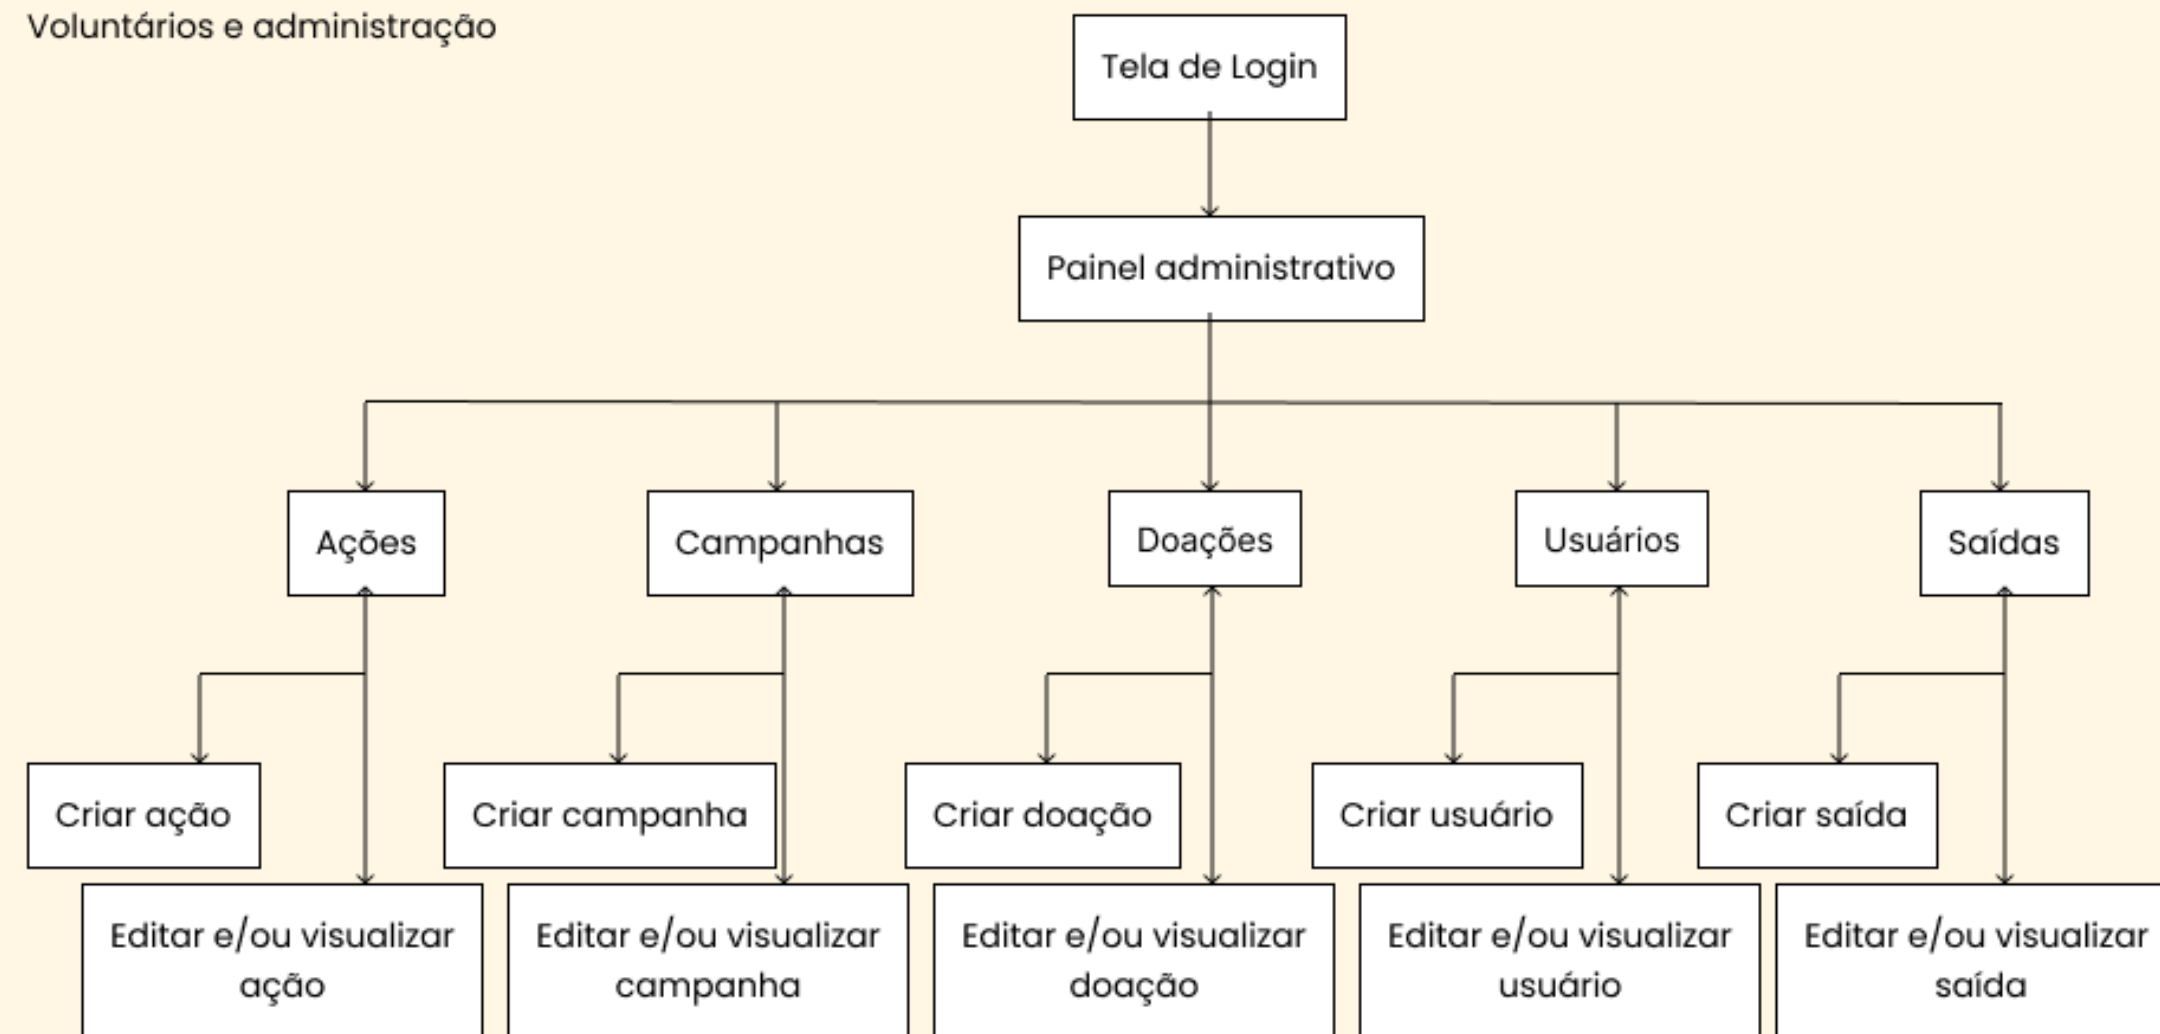 Voluntários e administração
Tela de Login
Painel administrativo
Ações
Campanhas
Doações
Usuários
Saídas
Criar ação
Criar campanha
Criar doação
Criar usuário
Criar saída
Editar e/ou visualizar
ação
Editar e/ou visualizar
campanha
Editar e/ou visualizar
doação
Editar e/ou visualizar
usuário
Editar e/ou visualizar
saída